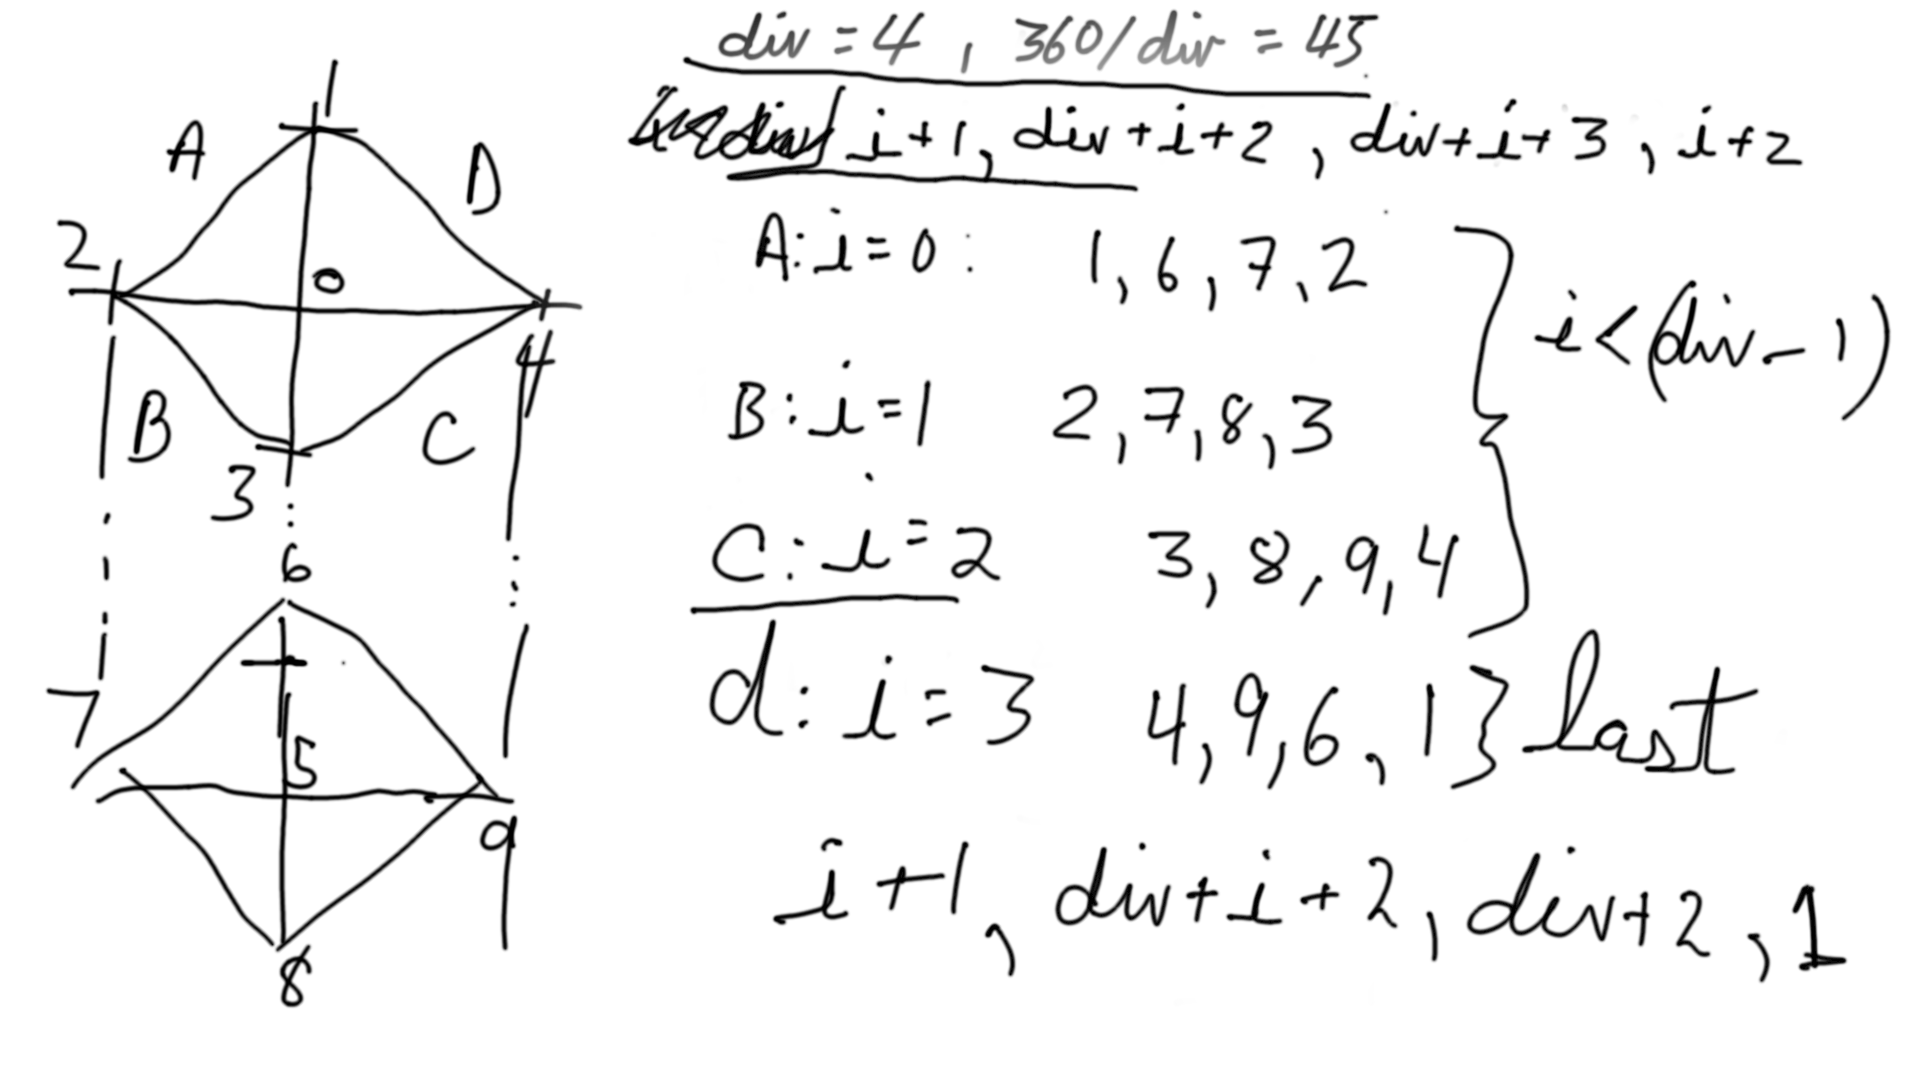 div = 4 , 360/div = 45
i+1, div+i+2 , div+i+3 , i+2
A: i=0 : 1, 6, 7, 2
i<(div-1)
B: i=1 2, 7, 8, 3
C: i=2 3, 8, 9, 4
d: i=3 4, 9, 6, 1 } last
i+1, div+i+2, div+2, 1
1
A
D
2
0
4
B
C
3
6
7
5
9
8